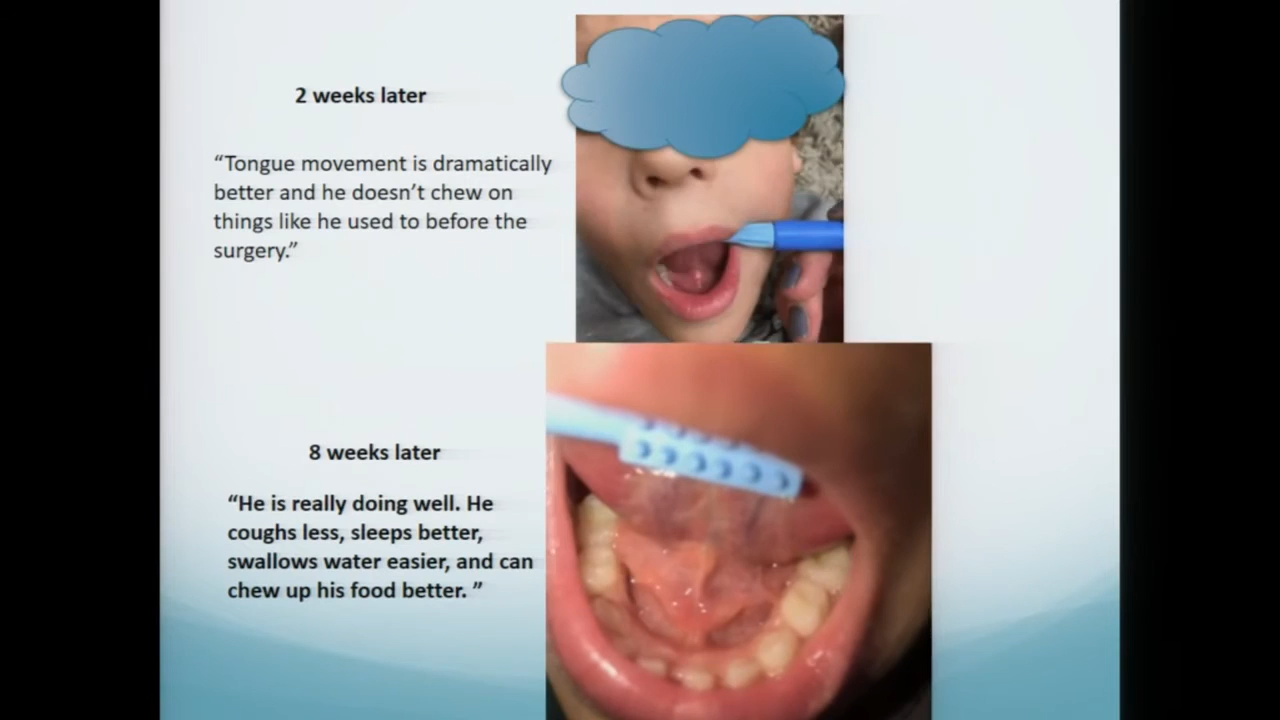 2 weeks later
“Tongue movement is dramatically
better and he doesn’t chew on
things like he used to before the
surgery.”
8 weeks later
“He is really doing well. He
coughs less, sleeps better,
swallows water easier, and can
chew up his food better. ”